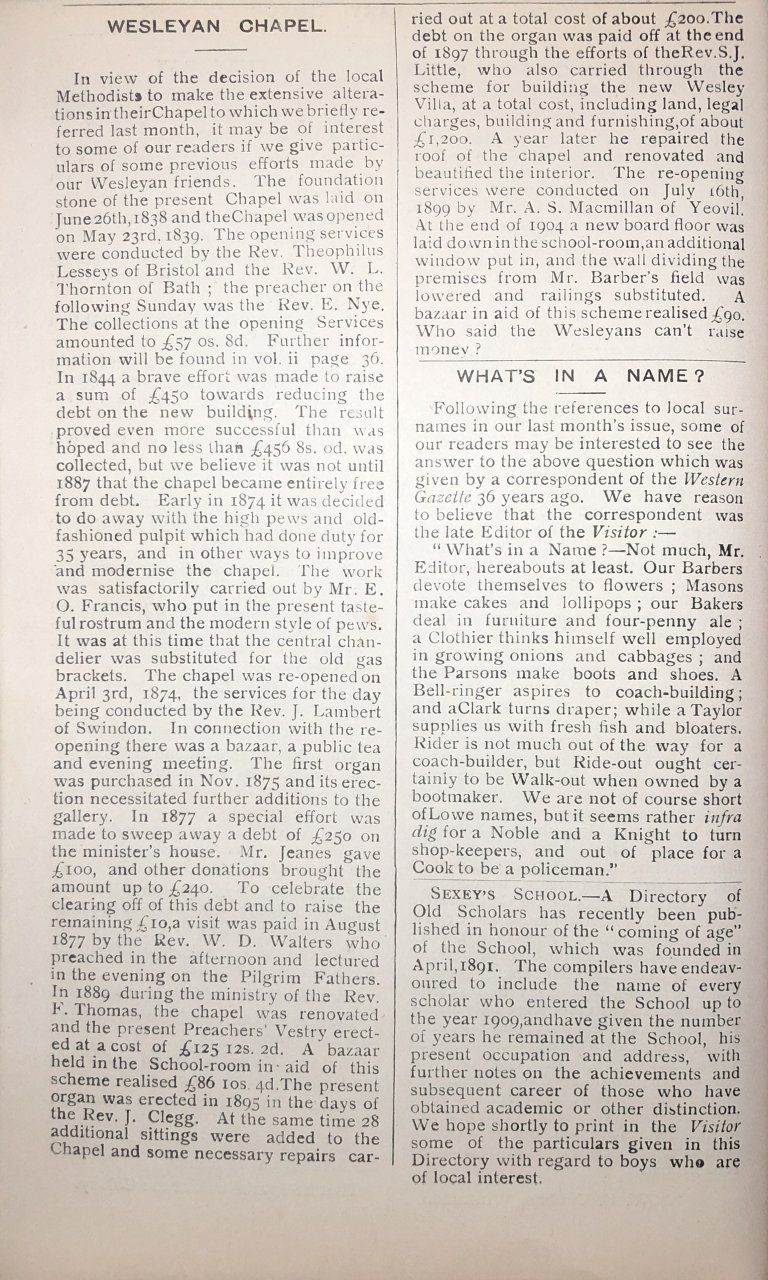 WESLEYAN CHAPEL.
In view of the decision of the local
Methodists to make the extensive altera-
tions in their Chapel to which we briefly re-
ferred last month, it may be of interest
to some of our readers if we give partic-
ulars of some previous efforts made by
our Wesleyan friends. The foundation
stone of the present Chapel was laid on
June 26th, 1838 and the Chapel was opened
on May 23rd, 1839. The opening services
were conducted by the Rev. Theophilus
Lesseys of Bristol and the Rev. W. L.
Thornton of Bath ; the preacher on the
following Sunday was the Rev. E. Nye.
The collections at the opening Services
amounted to £57 0s. 8d. Further infor-
mation will be found in vol. ii page 36.
In 1844 a brave effort was made to raise
a sum of £450 towards reducing the
debt on the new building. The result
proved even more successful than was
hoped and no less than £456 8s. od. was
collected, but we believe it was not until
1887 that the chapel became entirely free
from debt. Early in 1874 it was decided
to do away with the high pews and old-
fashioned pulpit which had done duty for
35 years, and in other ways to improve
and modernise the chapel. The work
was satisfactorily carried out by Mr. E.
O. Francis, who put in the present taste-
ful rostrum and the modern style of pews.
It was at this time that the central chan-
delier was substituted for the old gas
brackets. The chapel was re-opened on
April 3rd, 1874, the services for the day
being conducted by the Rev. J. Lambert
of Swindon. In connection with the re-
opening there was a bazaar, a public tea
and evening meeting. The first organ
was purchased in Nov. 1875 and its erec-
tion necessitated further additions to the
gallery. In 1877 a special effort was
made to sweep away a debt of £250 on
the minister's house. Mr. Jeanes gave
£100, and other donations brought the
amount up to £240. To celebrate the
clearing off of this debt and to raise the
remaining £10, a visit was paid in August
1877 by the Rev. W. D. Walters who
preached in the afternoon and lectured
in the evening on the Pilgrim Fathers.
In 1889 during the ministry of the Rev.
F. Thomas, the chapel was renovated
and the present Preachers' Vestry erect-
ed at a cost of £125 12s. 2d. A bazaar
held in the School-room in aid of this
scheme realised £86 10s. 4d. The present
organ was erected in 1895 in the days of
the Rev. J. Clegg. At the same time 28
additional sittings were added to the
Chapel and some necessary repairs car-
ried out at a total cost of about £200. The
debt on the organ was paid off at the end
of 1897 through the efforts of the Rev. S. J.
Little, who also carried through the
scheme for building the new Wesley
Villa, at a total cost, including land, legal
charges, building and furnishing, of about
£1,200. A year later he repaired the
roof of the chapel and renovated and
beautified the interior. The re-opening
services were conducted on July 16th,
1899 by Mr. A. S. Macmillan of Yeovil.
At the end of 1904 a new board floor was
laid down in the school-room, an additional
window put in, and the wall dividing the
premises from Mr. Barber's field was
lowered and railings substituted. A
bazaar in aid of this scheme realised £90.
Who said the Wesleyans can't raise
money ?
WHAT'S IN A NAME ?
Following the references to local sur-
names in our last month's issue, some of
our readers may be interested to see the
answer to the above question which was
given by a correspondent of the Western
Gazette 36 years ago. We have reason
to believe that the correspondent was
the late Editor of the Visitor :—
"What's in a Name ?—Not much, Mr.
Editor, hereabouts at least. Our Barbers
devote themselves to flowers ; Masons
make cakes and lollipops ; our Bakers
deal in furniture and four-penny ale ;
a Clothier thinks himself well employed
in growing onions and cabbages ; and
the Parsons make boots and shoes. A
Bell-ringer aspires to coach-building ;
and a Clark turns draper; while a Taylor
supplies us with fresh fish and bloaters.
Rider is not much out of the way for a
coach-builder, but Ride-out ought cer-
tainly to be Walk-out when owned by a
bootmaker. We are not of course short
of Lowe names, but it seems rather infra
dig for a Noble and a Knight to turn
shop-keepers, and out of place for a
Cook to be a policeman."
SEXEY'S SCHOOL.—A Directory of
Old Scholars has recently been pub-
lished in honour of the "coming of age"
of the School, which was founded in
April, 1891. The compilers have endeav-
oured to include the name of every
scholar who entered the School up to
the year 1909, and have given the number
of years he remained at the School, his
present occupation and address, with
further notes on the achievements and
subsequent career of those who have
obtained academic or other distinction.
We hope shortly to print in the Visitor
some of the particulars given in this
Directory with regard to boys who are
of local interest.